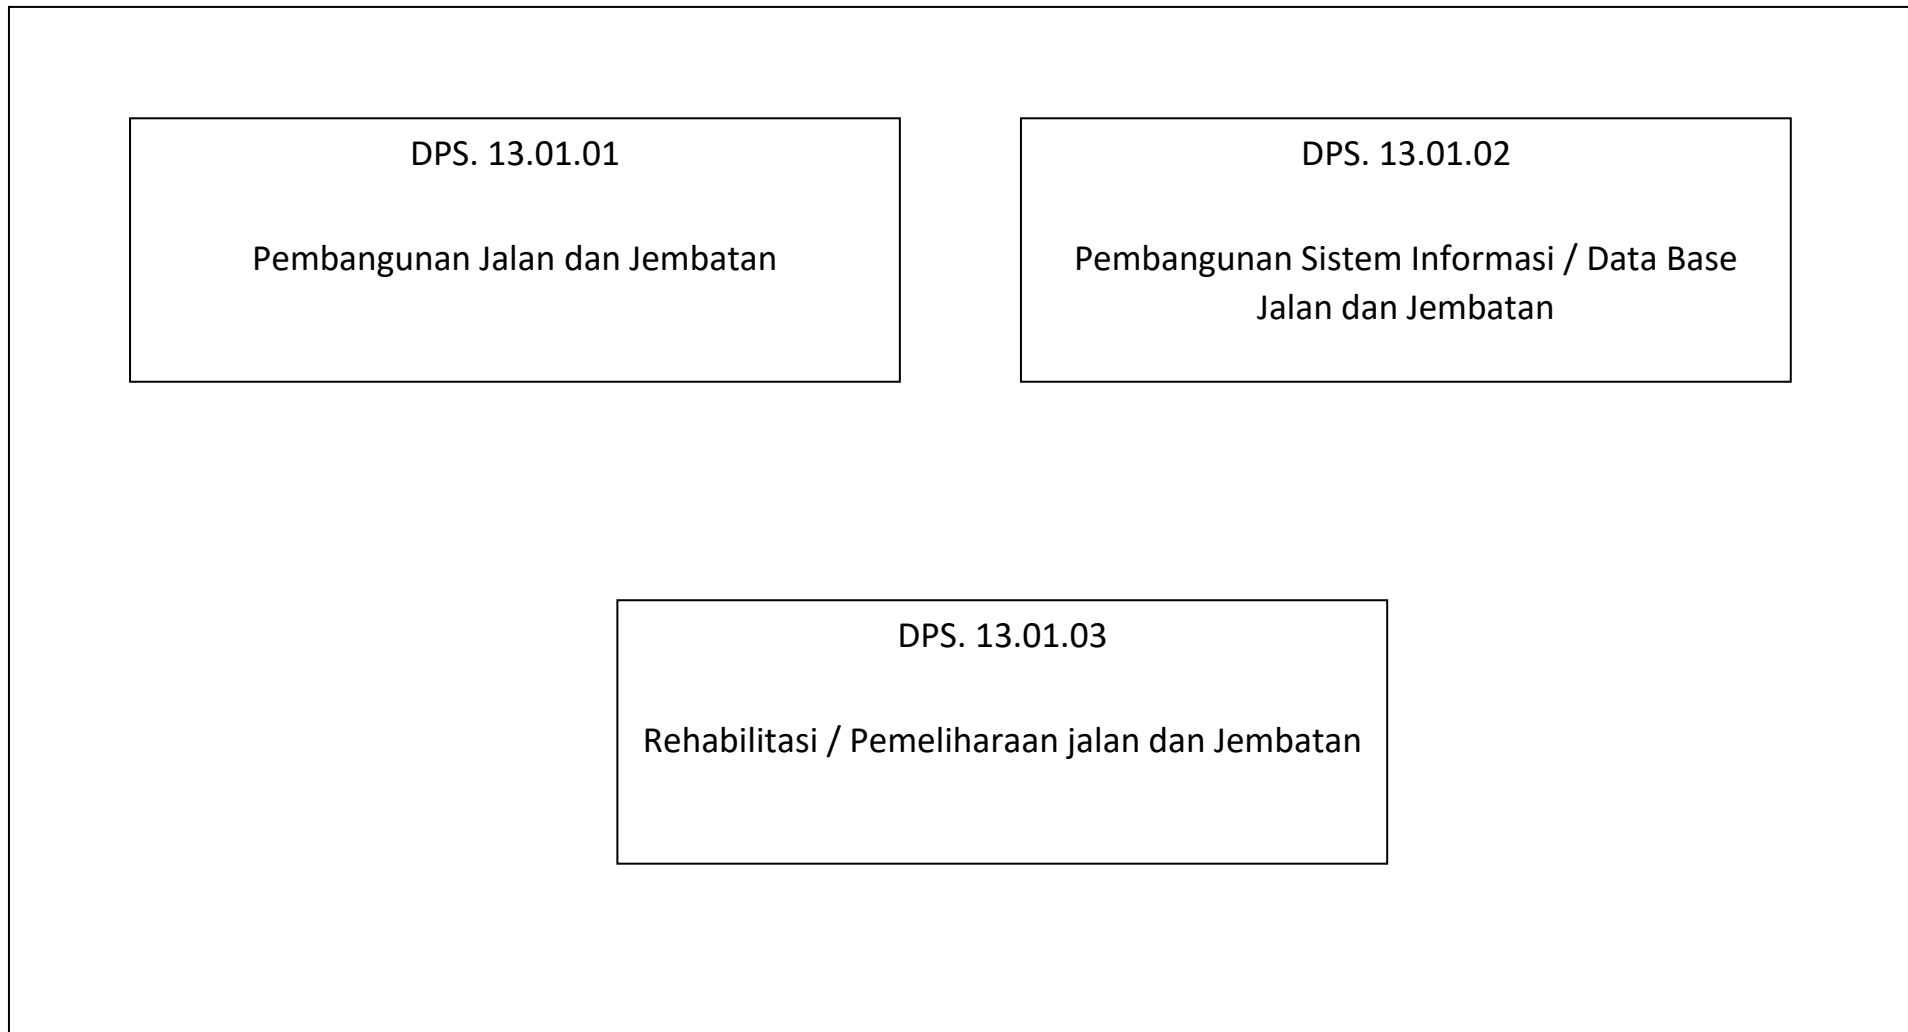 DPS. 13.01.01
Pembangunan Jalan dan Jembatan
DPS. 13.01.02
Pembangunan Sistem Informasi / Data Base
Jalan dan Jembatan
DPS. 13.01.03
Rehabilitasi / Pemeliharaan jalan dan Jembatan